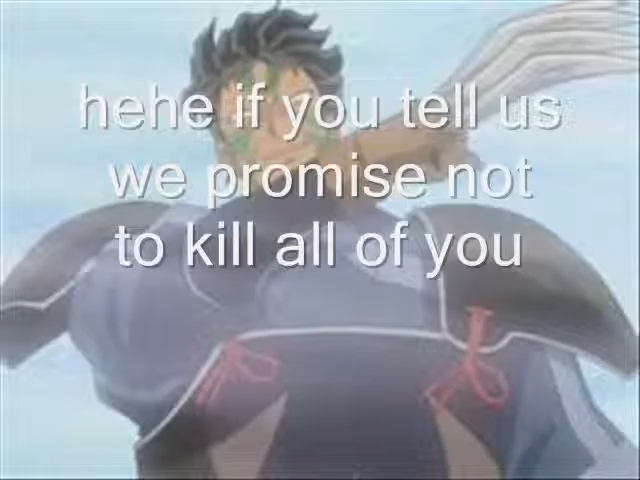 hehe if you tell us
we promise not
to kill all of you